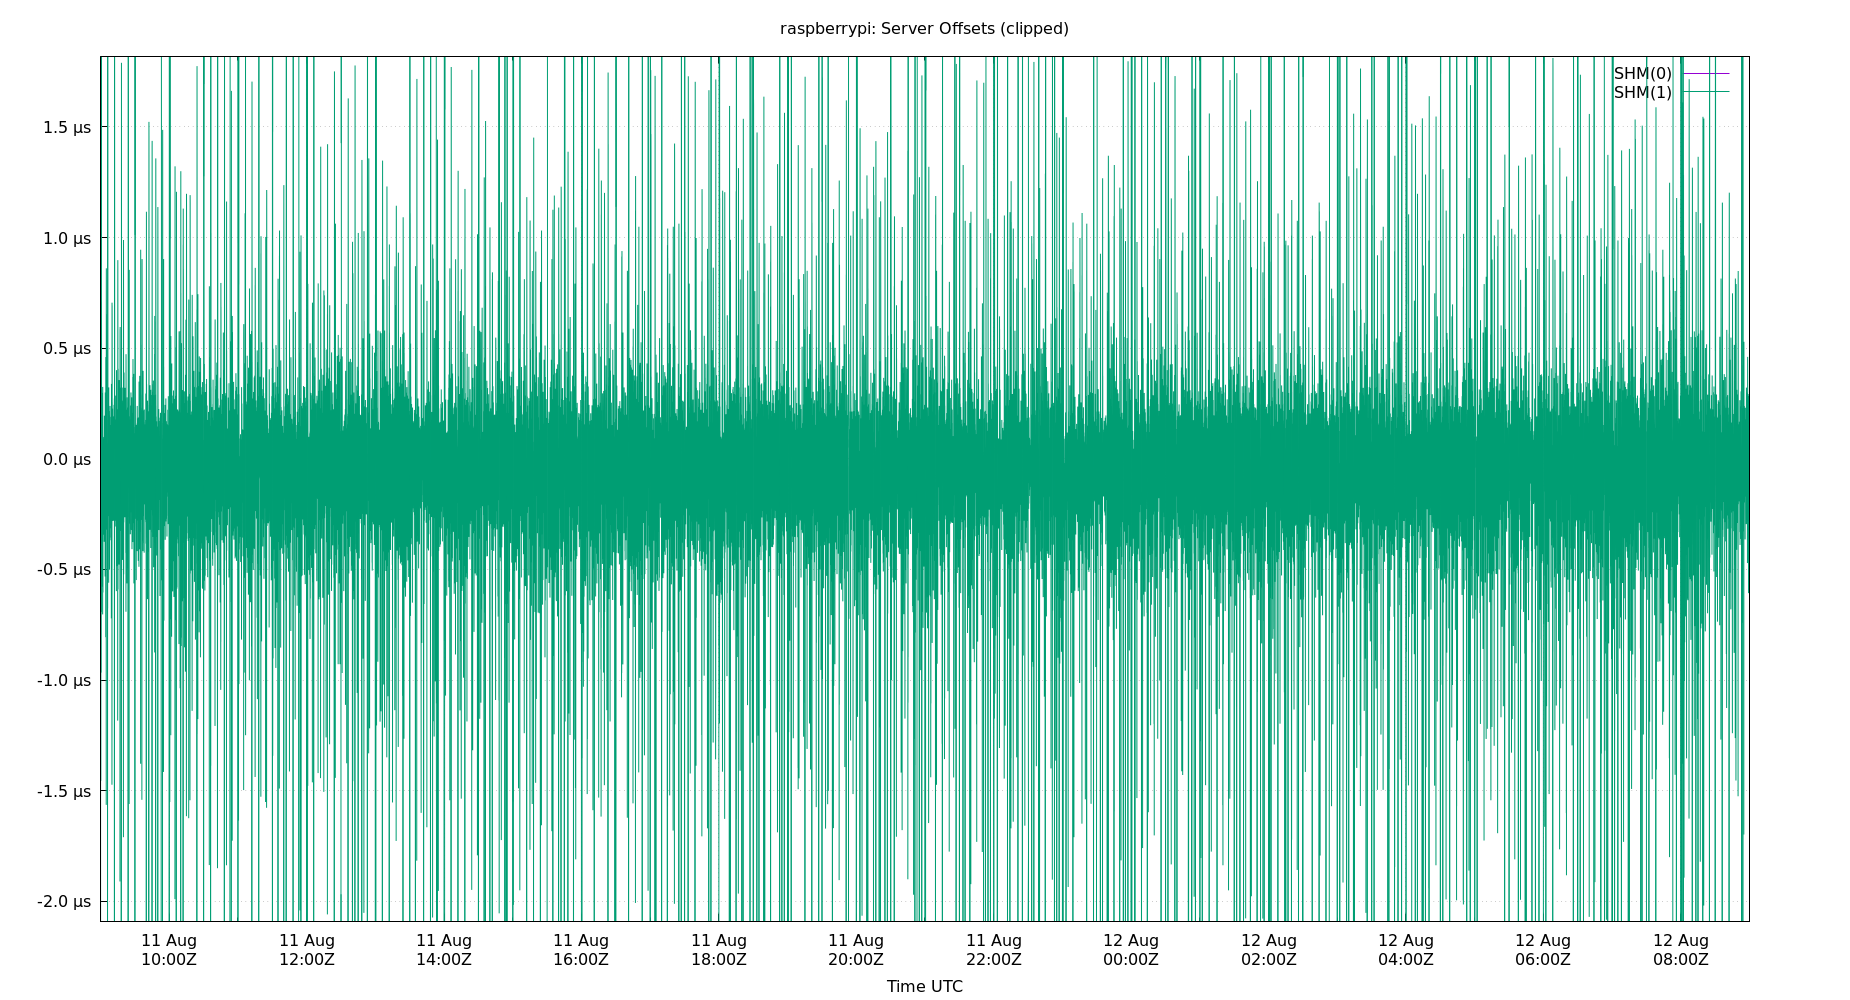 raspberrypi: Server Offsets (clipped)
SHM(0)
SHM(1)
1.5 µs
1.0 µs
0.5 µs
0.0 µs
-0.5 µs
-1.0 µs
-1.5 µs
-2.0 µs
11 Aug 11 Aug 11 Aug 11 Aug 11 Aug 11 Aug 11 Aug 12 Aug 12 Aug 12 Aug 12 Aug 12 Aug
10:00Z 12:00Z 14:00Z 16:00Z 18:00Z 20:00Z 22:00Z 00:00Z 02:00Z 04:00Z 06:00Z 08:00Z
Time UTC